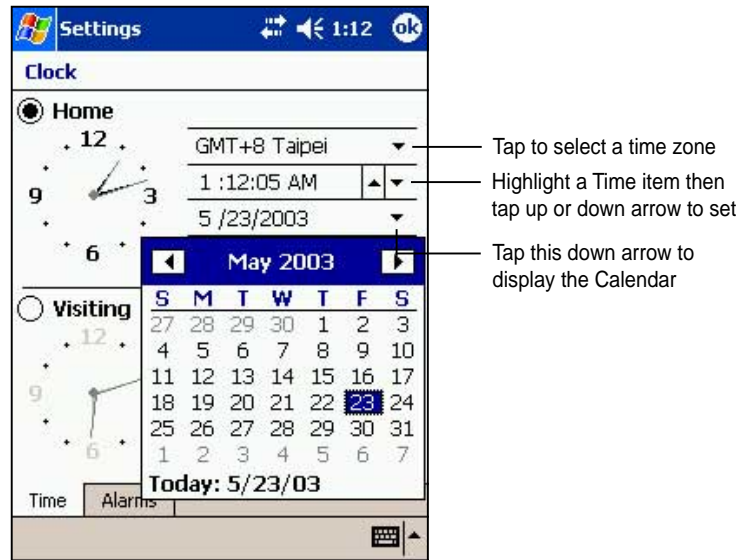 Settings 1:12 ok
Clock
Home
12
9 3
6
GMT+8 Taipei
1 :12:05 AM
5 /23/2003
Tap to select a time zone
Highlight a Time item then
tap up or down arrow to set
Tap this down arrow to
display the Calendar
May 2003
S M T W T F S
27 28 29 30 1 2 3
4 5 6 7 8 9 10
11 12 13 14 15 16 17
18 19 20 21 22 23 24
25 26 27 28 29 30 31
1 2 3 4 5 6 7
Today: 5/23/03
Visiting
12
9
6
Time Alarms